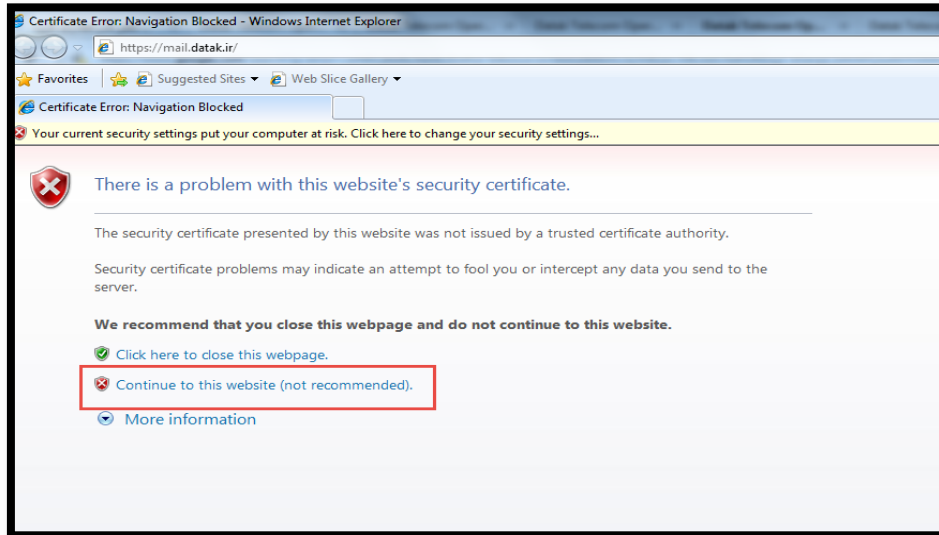 Certificate Error: Navigation Blocked - Windows Internet Explorer
https://mail.datak.ir/
Favorites Suggested Sites Web Slice Gallery
Certificate Error: Navigation Blocked
Your current security settings put your computer at risk. Click here to change your security settings...
There is a problem with this website's security certificate.
The security certificate presented by this website was not issued by a trusted certificate authority.
Security certificate problems may indicate an attempt to fool you or intercept any data you send to the
server.
We recommend that you close this webpage and do not continue to this website.
Click here to close this webpage.
Continue to this website (not recommended).
More information